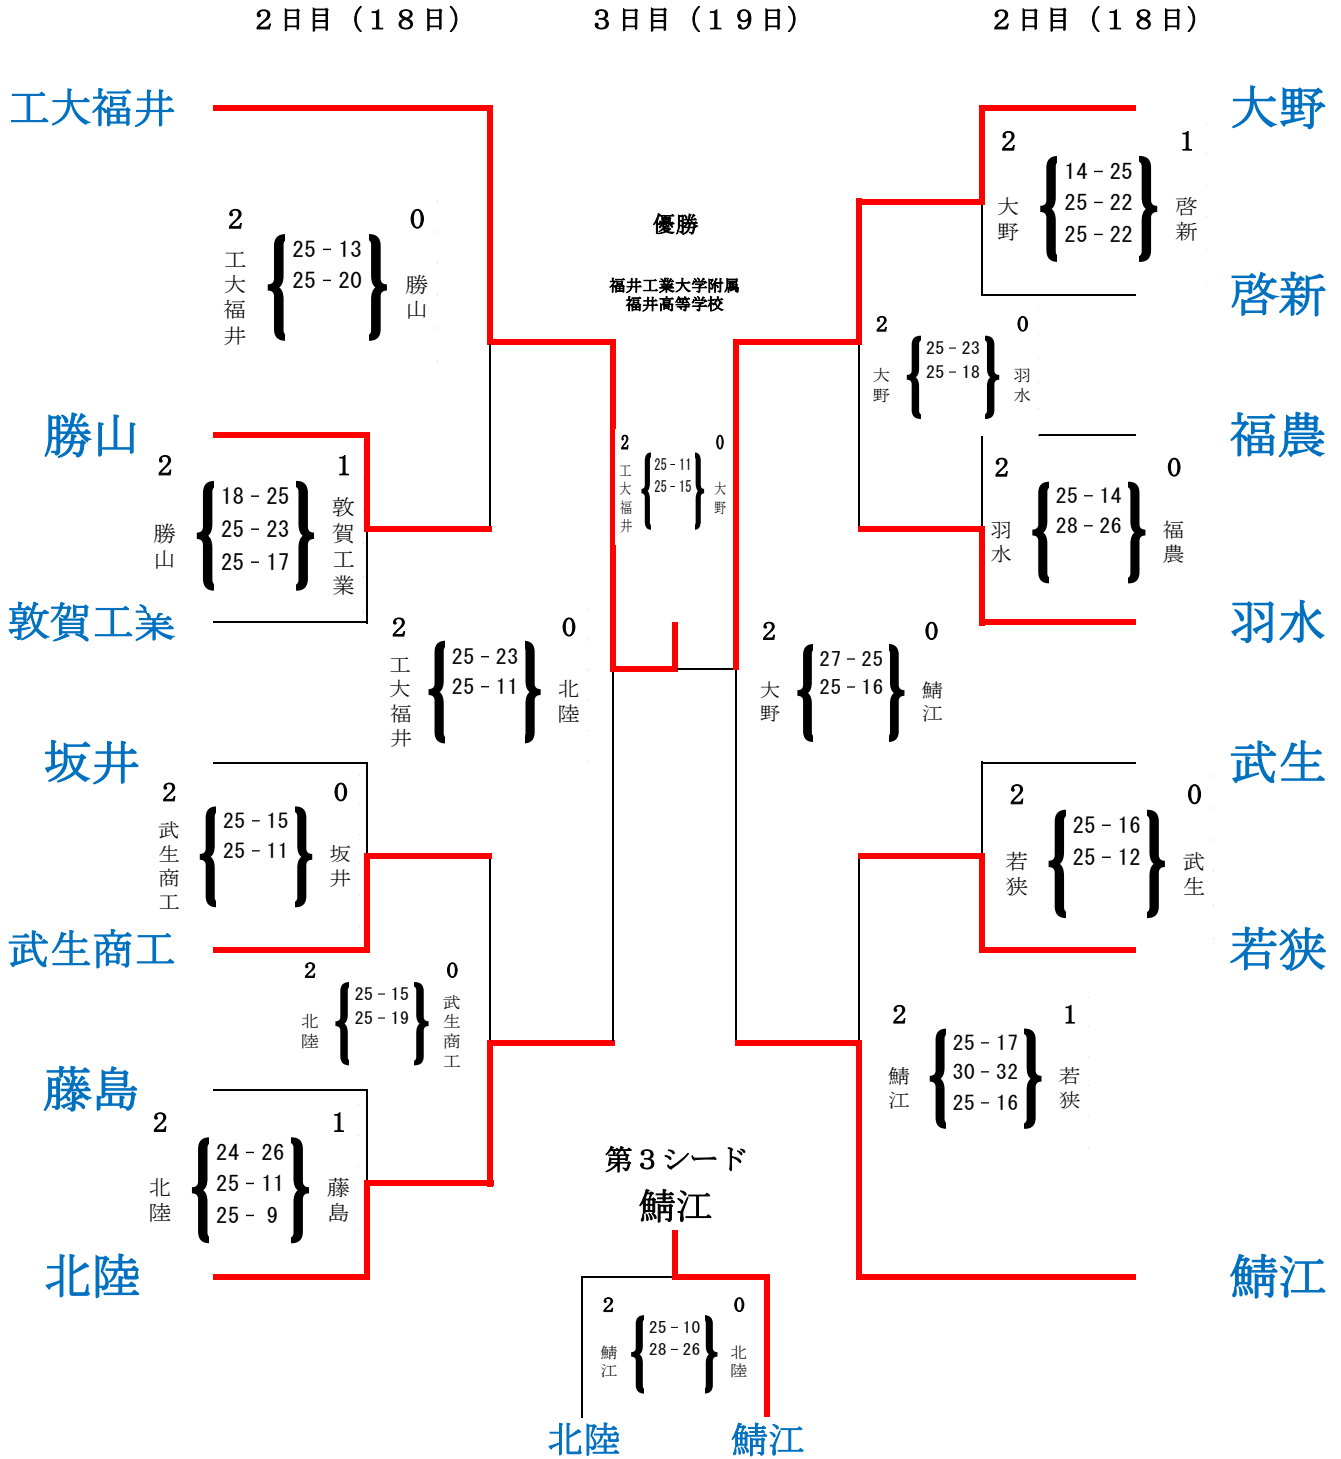 ２日目（１８日）
３日目（１９日）
２日目（１８日）
工大福井
大野
2
1
大野
14－25
25－22
25－22
啓新
2
0
工大福井
25－13
25－20
勝山
優勝
福井工業大学附属
福井高等学校
啓新
2
0
大野
25－23
25－18
羽水
勝山
福農
2
1
勝山
18－25
25－23
25－17
敦賀工業
2
0
工大福井
25－11
25－15
大野
2
0
羽水
25－14
28－26
福農
敦賀工業
羽水
2
0
工大福井
25－23
25－11
北陸
2
0
大野
27－25
25－16
鯖江
坂井
武生
2
0
武生商工
25－15
25－11
坂井
2
0
若狭
25－16
25－12
武生
武生商工
若狭
2
0
北陸
25－15
25－19
武生商工
2
1
鯖江
25－17
30－32
25－16
若狭
藤島
2
1
北陸
24－26
25－11
25－ 9
藤島
第３シード
鯖江
北陸
鯖江
2
0
鯖江
25－10
28－26
北陸
北陸
鯖江